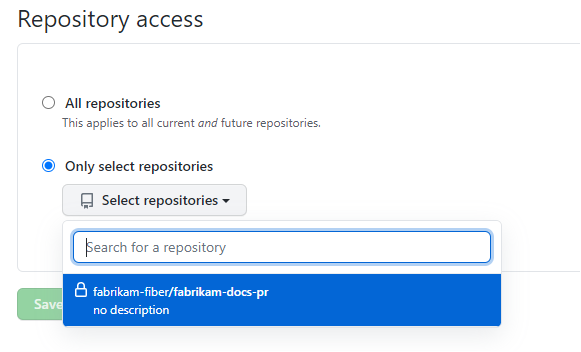 Repository access
All repositories
This applies to all current and future repositories.
Only select repositories
Select repositories
Search for a repository
fabrikam-fiber/fabrikam-docs-pr
no description
Save